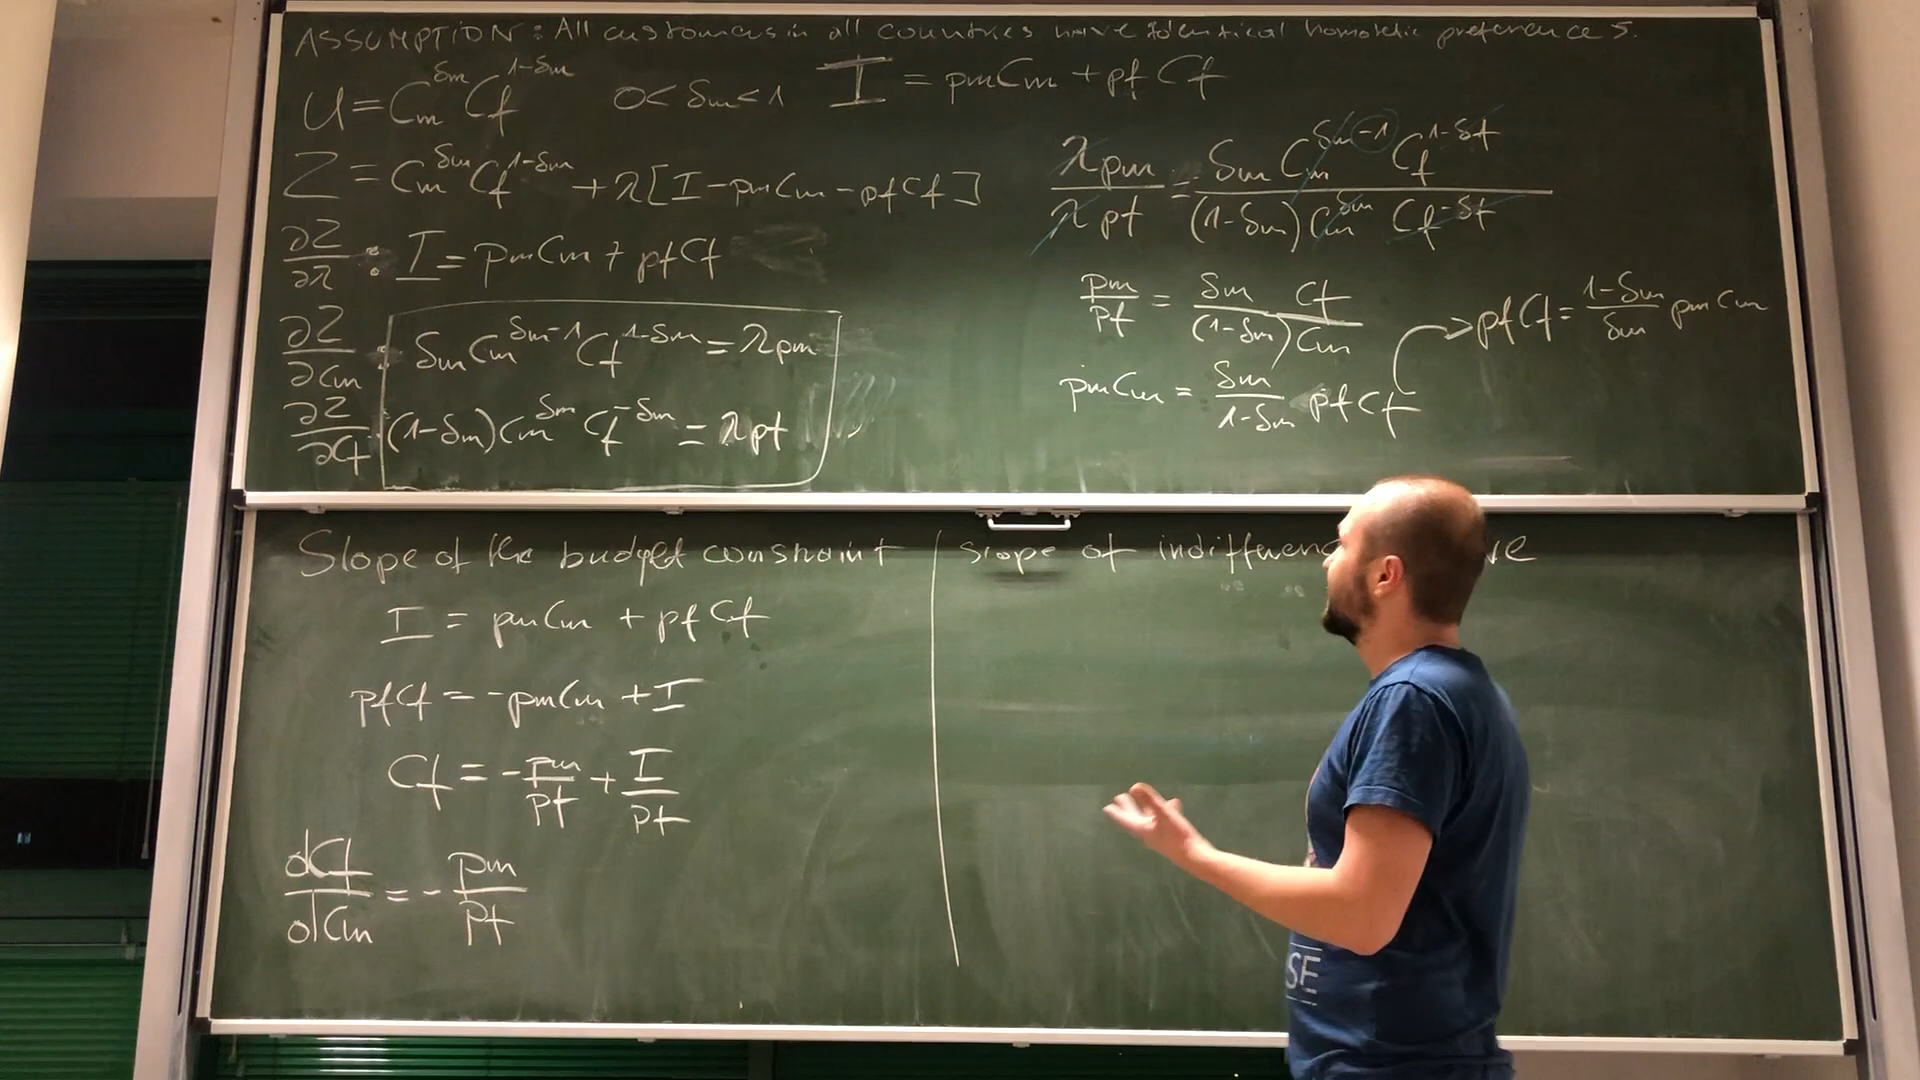 ASSUMPTION: All customers in all countries have identical homotetic preferences.
U = Cm^δm Cf^1-δm   0<δm<1   I = pmCm + pfCf
Z = Cm^δm Cf^1-δm + λ[I - pmCm - pfCf]
∂Z/∂λ : I = pmCm + pfCf
∂Z/∂Cm : δmCm^δm-1 Cf^1-δm = λpm
∂Z/∂Cf : (1-δm)Cm^δm Cf^-δm = λpf
λpm/λpf = δm Cm^δm-1 Cf^1-δf / (1-δm)Cm^δm Cf^-δf
pm/pf = δm Cf / (1-δm) Cm
pmCm = δm/1-δm pfCf → pfCf = 1-δm/δm pmCm
Slope of the budget constraint
I = pmCm + pfCf
pfCf = -pmCm + I
Cf = -pm/pf + I/pf
dCf/dCm = - pm/pf
slope of
SE